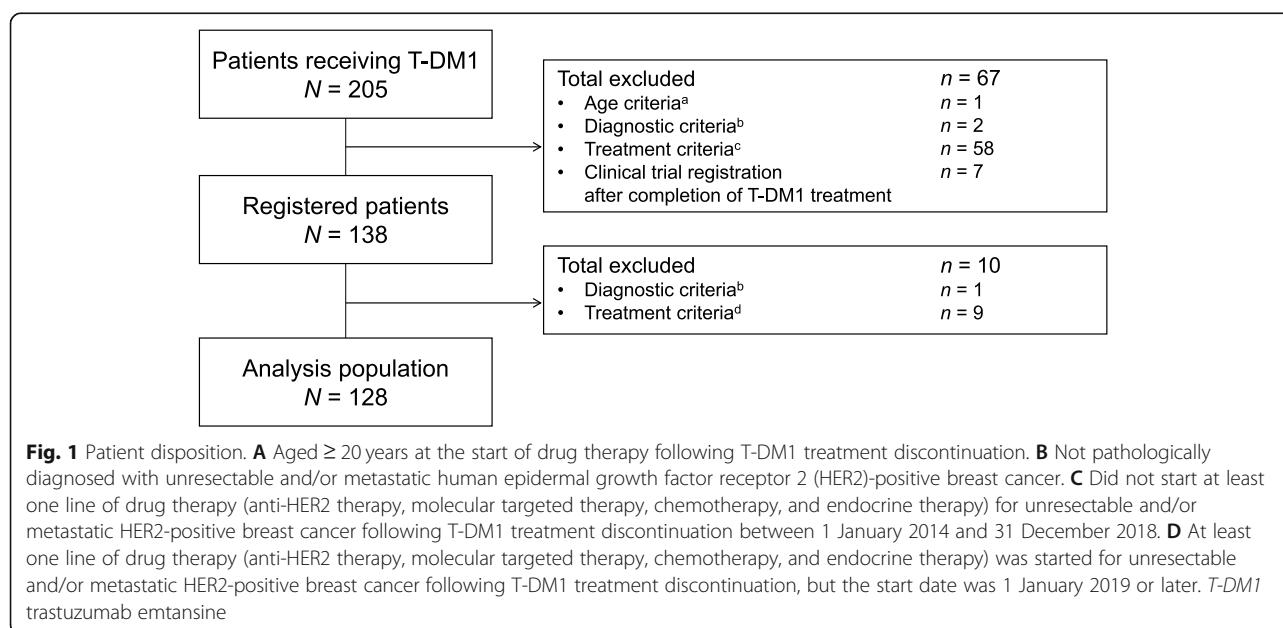 Patients receiving T-DM1
N = 205
Total excluded n = 67
• Age criteriaᵃ n = 1
• Diagnostic criteriaᵇ n = 2
• Treatment criteriaᶜ n = 58
• Clinical trial registration n = 7
after completion of T-DM1 treatment
Registered patients
N = 138
Total excluded n = 10
• Diagnostic criteriaᵇ n = 1
• Treatment criteriaᵈ n = 9
Analysis population
N = 128
Fig. 1 Patient disposition. A Aged ≥ 20 years at the start of drug therapy following T-DM1 treatment discontinuation. B Not pathologically
diagnosed with unresectable and/or metastatic human epidermal growth factor receptor 2 (HER2)-positive breast cancer. C Did not start at least
one line of drug therapy (anti-HER2 therapy, molecular targeted therapy, chemotherapy, and endocrine therapy) for unresectable and/or
metastatic HER2-positive breast cancer following T-DM1 treatment discontinuation between 1 January 2014 and 31 December 2018. D At least
one line of drug therapy (anti-HER2 therapy, molecular targeted therapy, chemotherapy, and endocrine therapy) was started for unresectable
and/or metastatic HER2-positive breast cancer following T-DM1 treatment discontinuation, but the start date was 1 January 2019 or later. T-DM1
trastuzumab emtansine